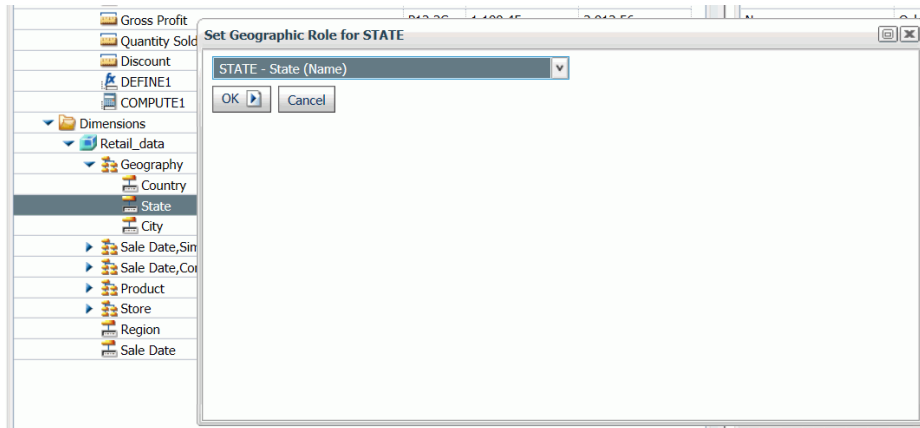 Gross Profit
Quantity Sold
Set Geographic Role for STATE
Discount
STATE - State (Name)
DEFINE1
COMPUTE1
OK
Cancel
Dimensions
Retail_data
Geography
Country
State
City
Sale Date,Sim
Sale Date,Co
Product
Store
Region
Sale Date